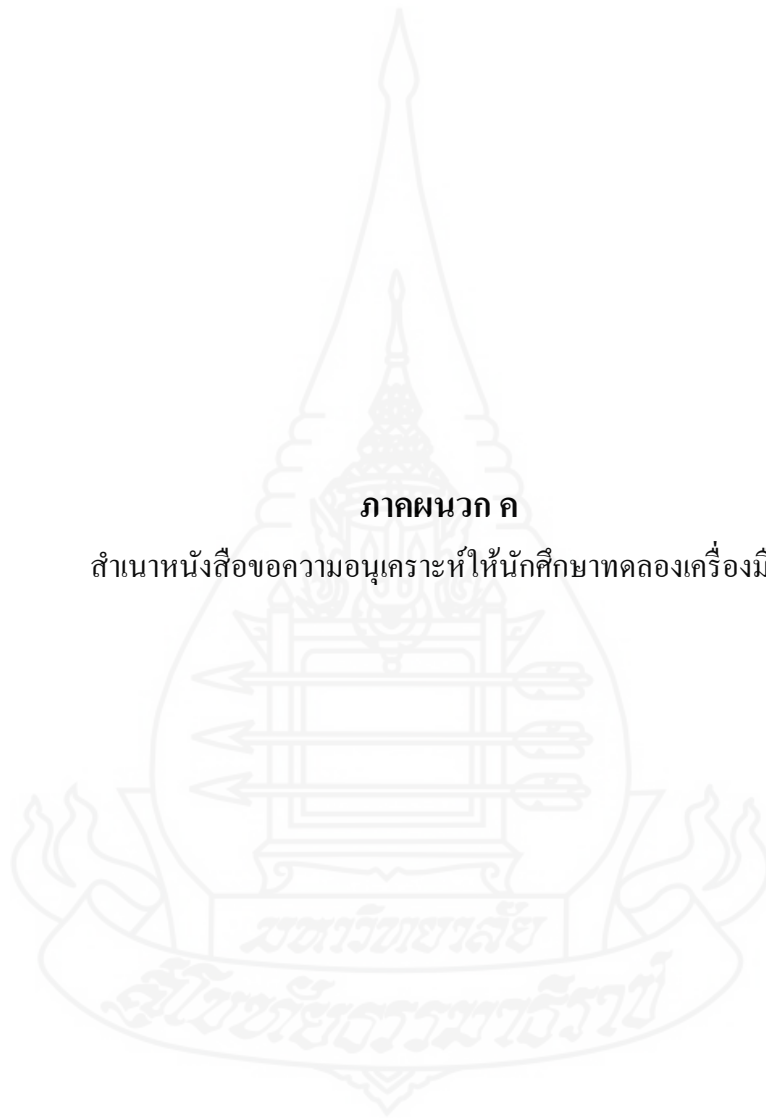 ภาคผนวก ค
สำเนาหนังสือขอความอนุเคราะห์ให้นักศึกษาทดลองเครื่องมื
มหาวิทยาลัย
สุโขทัยธรรมาธิราช